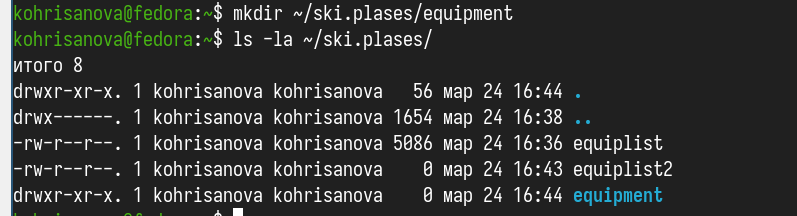 kohrisanova@fedora:~$ mkdir ~/ski.plases/equipment
kohrisanova@fedora:~$ ls -la ~/ski.plases/
итого 8
drwxr-xr-x. 1 kohrisanova kohrisanova   56 мар 24 16:44 .
drwx------. 1 kohrisanova kohrisanova 1654 мар 24 16:38 ..
-rw-r--r--. 1 kohrisanova kohrisanova 5086 мар 24 16:36 equiplist
-rw-r--r--. 1 kohrisanova kohrisanova    0 мар 24 16:43 equiplist2
drwxr-xr-x. 1 kohrisanova kohrisanova    0 мар 24 16:44 equipment
kohrisanova@fedora:~$